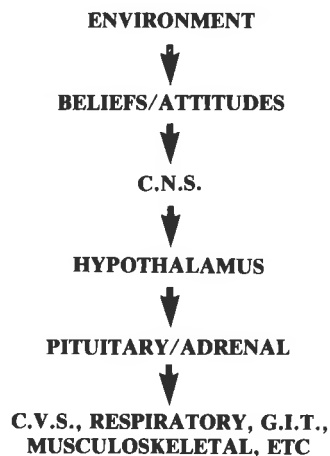 ENVIRONMENT
BELIEFS/ATTITUDES
C.N.S.
HYPOTHALAMUS
PITUITARY/ADRENAL
C.V.S., RESPIRATORY, G.I.T.,
MUSCULOSKELETAL, ETC